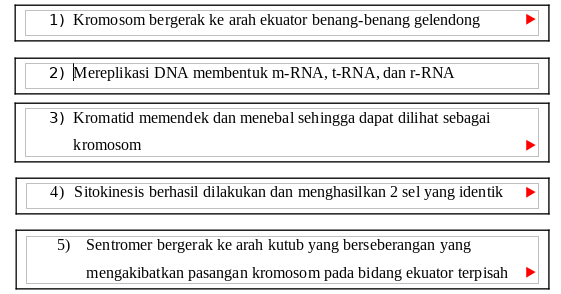 1) Kromosom bergerak ke arah ekuator benang-benang gelendong
2) Mereplikasi DNA membentuk m-RNA, t-RNA, dan r-RNA
3) Kromatid memendek dan menebal sehingga dapat dilihat sebagai
kromosom
4) Sitokinesis berhasil dilakukan dan menghasilkan 2 sel yang identik
5) Sentromer bergerak ke arah kutub yang berseberangan yang
mengakibatkan pasangan kromosom pada bidang ekuator terpisah